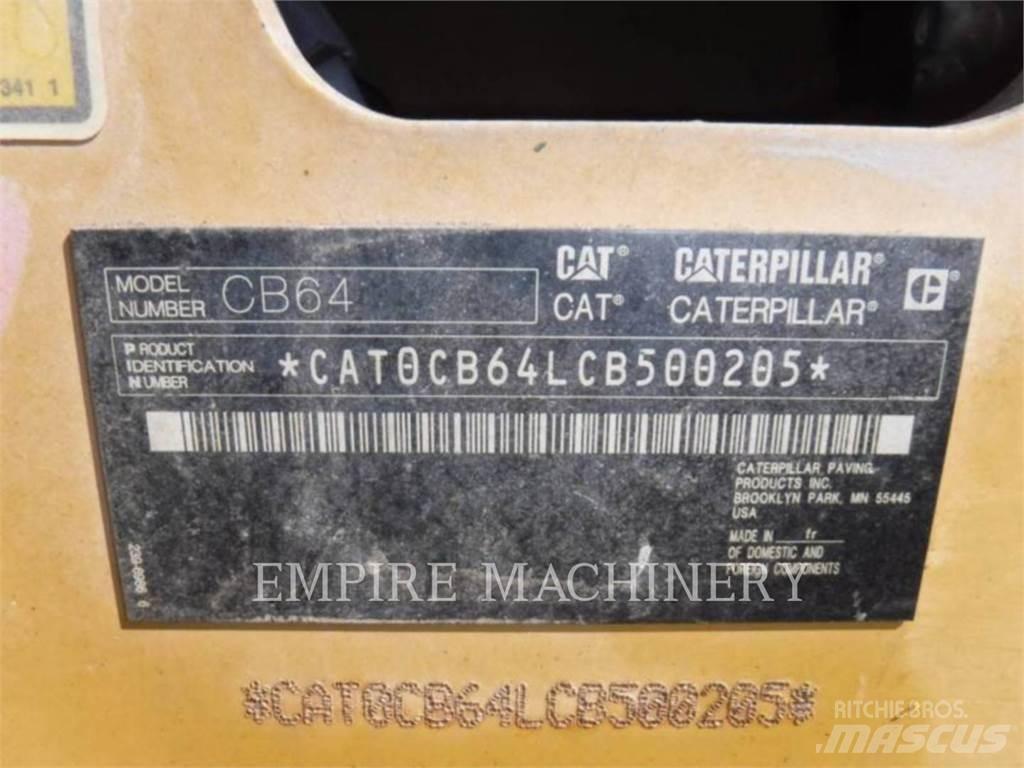 341 1
MODEL
NUMBER
CB64
CAT® CATERPILLAR®
CAT® CATERPILLAR®
PRODUCT
IDENTIFICATION
NUMBER
*CAT0CB64LCB500205*
CATERPILLAR PAVING
PRODUCTS INC.
BROOKLYN PARK, MN 55445
USA
MADE IN fr
OF DOMESTIC AND
FOREIGN COMPONENTS
EMPIRE MACHINERY
*CAT0CB64LCB500205*
RITCHIE BROS.
MASCUS